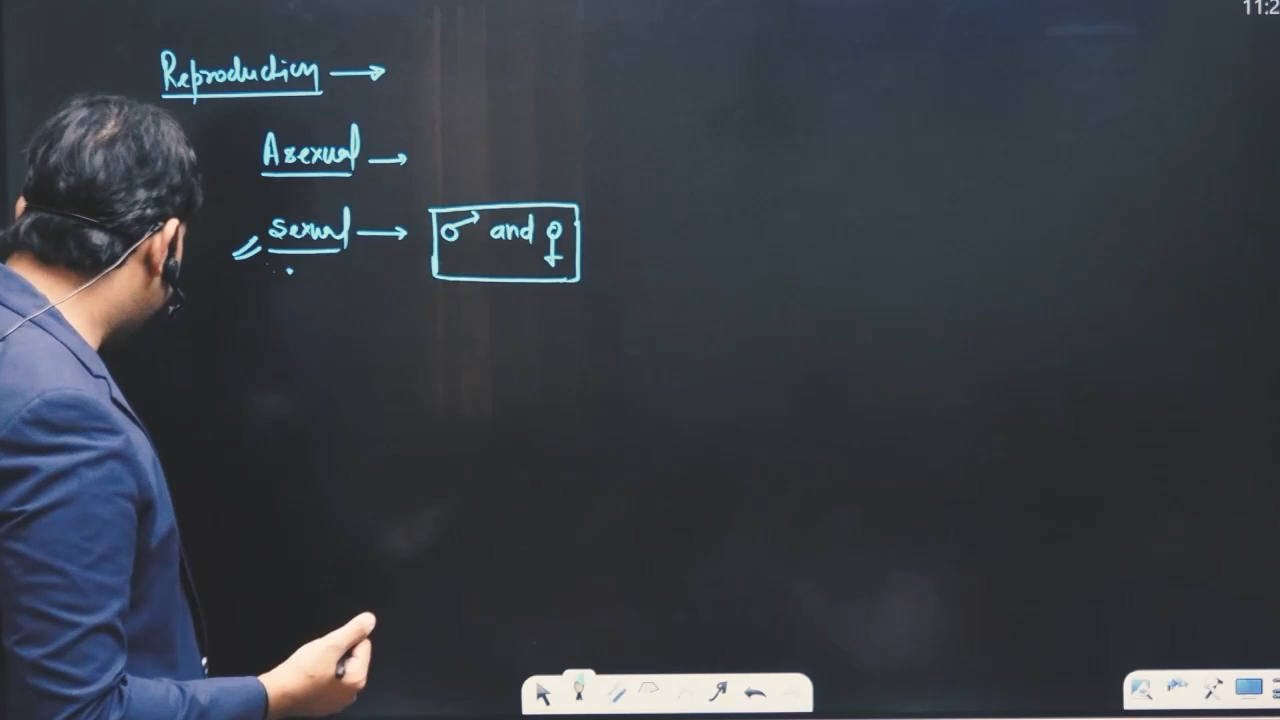 Reproduction →
Asexual →
Sexual → ♂ and ♀
11:2